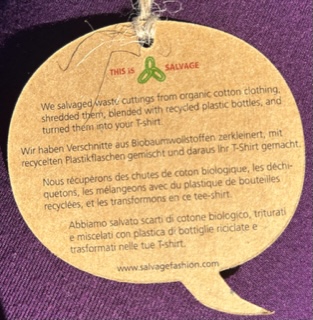 THIS is SALVAGE
We salvaged waste cuttings from organic cotton clothing,
shredded them, blended with recycled plastic bottles, and
turned them into your T-shirt.
Wir haben Verschnitte aus Biobaumwollstoffen zerkleinert, mit
recycelten Plastikflaschen gemischt und daraus Ihr T-Shirt gemacht.
Nous récupérons des chutes de coton biologique, les déchi-
quetons, les mélangeons avec du plastique de bouteilles
recyclées, et les transformons en ce tee-shirt.
Abbiamo salvato scarti di cotone biologico, triturati
e miscelati con plastica di bottiglie riciclate e
trasformati nelle tue T-shirt.
www.salvagefashion.com